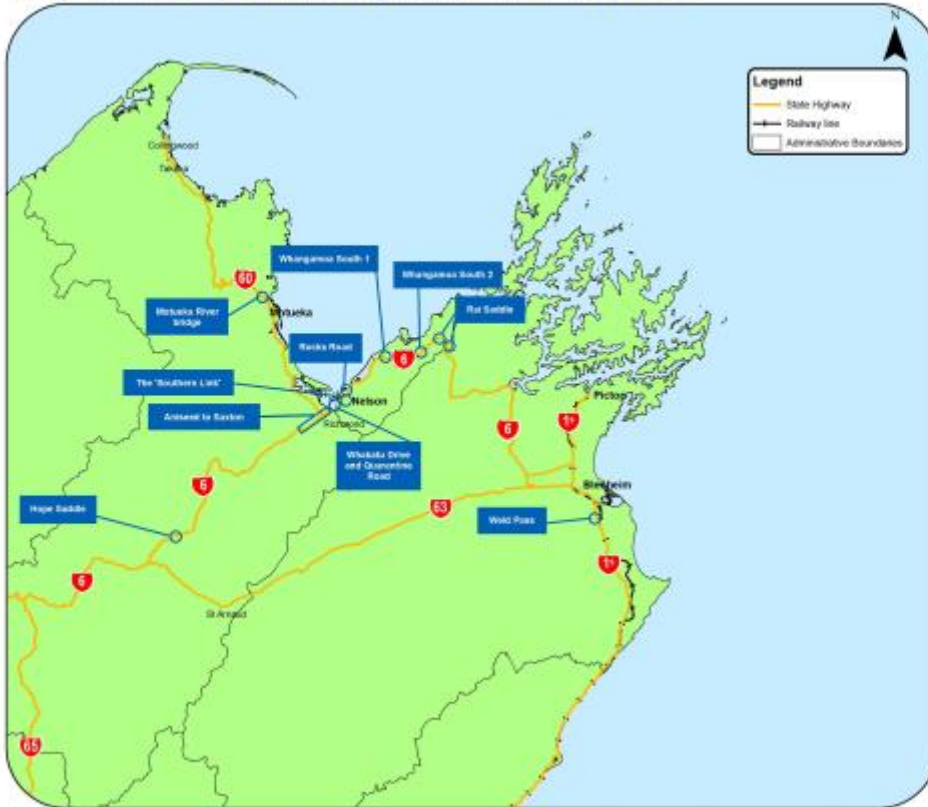 N
Legend
State Highway
Railway line
Administrative Boundaries
Collingwood
Takaka
60
Whangamoa South 1
Whangamoa South 2
Rai Saddle
Motueka River
bridge
Motueka
Rocks Road
6
The 'Southern Link'
Nelson
Picton
Aniseed to Saxton
Richmond
6
1
Whakatu Drive
and Quarantine
Road
6
Blenheim
Hope Saddle
63
Weld Pass
6
1
St Arnaud
65